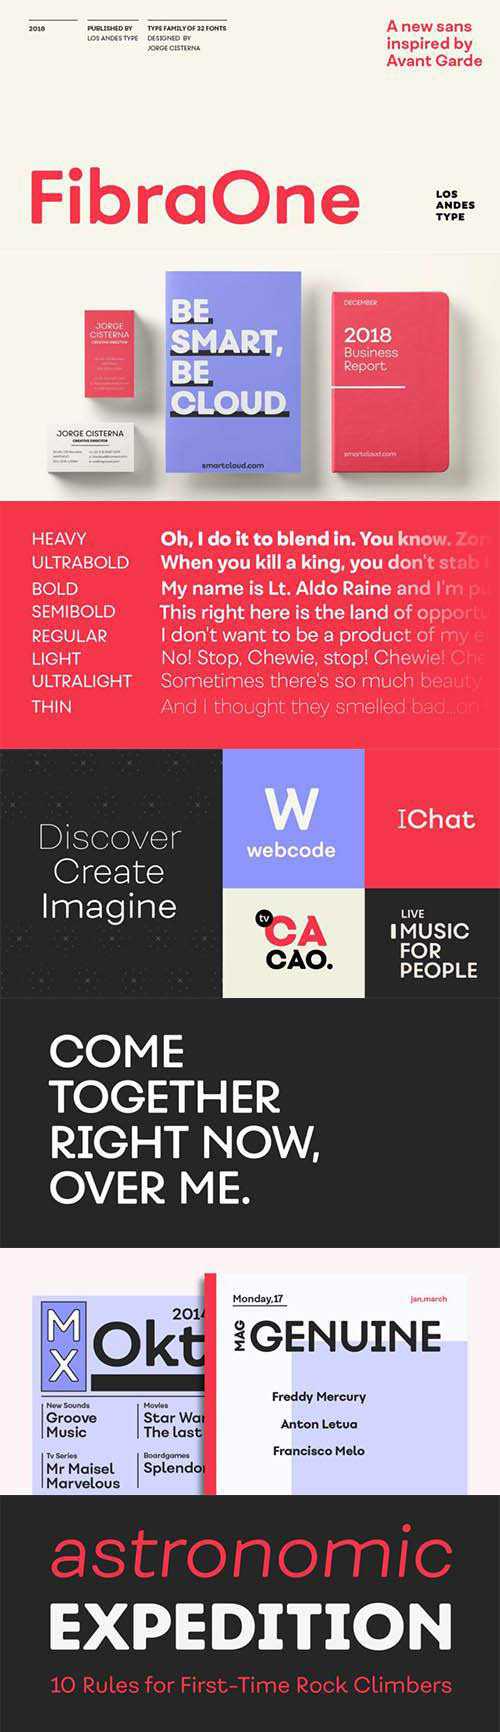 2018
PUBLISHED BY
LOS ANDES TYPE
TYPE FAMILY OF 32 FONTS
DESIGNED BY
JORGE CISTERNA
A new sans
inspired by
Avant Garde
FibraOne
LOS
ANDES
TYPE
JORGE
CISTERNA
CREATIVE DIRECTOR
JORGE CISTERNA
CREATIVE DIRECTOR
BE
SMART,
BE
CLOUD
smartcloud.com
DECEMBER
2018
Business
Report
smartcloud.com
HEAVY
Oh, I do it to blend in. You know. Zom
ULTRABOLD
When you kill a king, you don't stab
BOLD
My name is Lt. Aldo Raine and I'm pu
SEMIBOLD
This right here is the land of opportu
REGULAR
I don't want to be a product of my e
LIGHT
No! Stop, Chewie, stop! Chewie! Che
ULTRALIGHT
Sometimes there's so much beauty
THIN
And I thought they smelled bad...on
Discover
Create
Imagine
W
webcode
IChat
tv
CA
CAO.
LIVE
MUSIC
FOR
PEOPLE
COME
TOGETHER
RIGHT NOW,
OVER ME.
MX
2014
Okt
New Sounds
Groove
Music
Movies
Star War
The last
Tv Series
Mr Maisel
Marvelous
Boardgames
Splendo
Monday,17
jan,march
MAG
GENUINE
Freddy Mercury
Anton Letua
Francisco Melo
astronomic
EXPEDITION
10 Rules for First-Time Rock Climbers